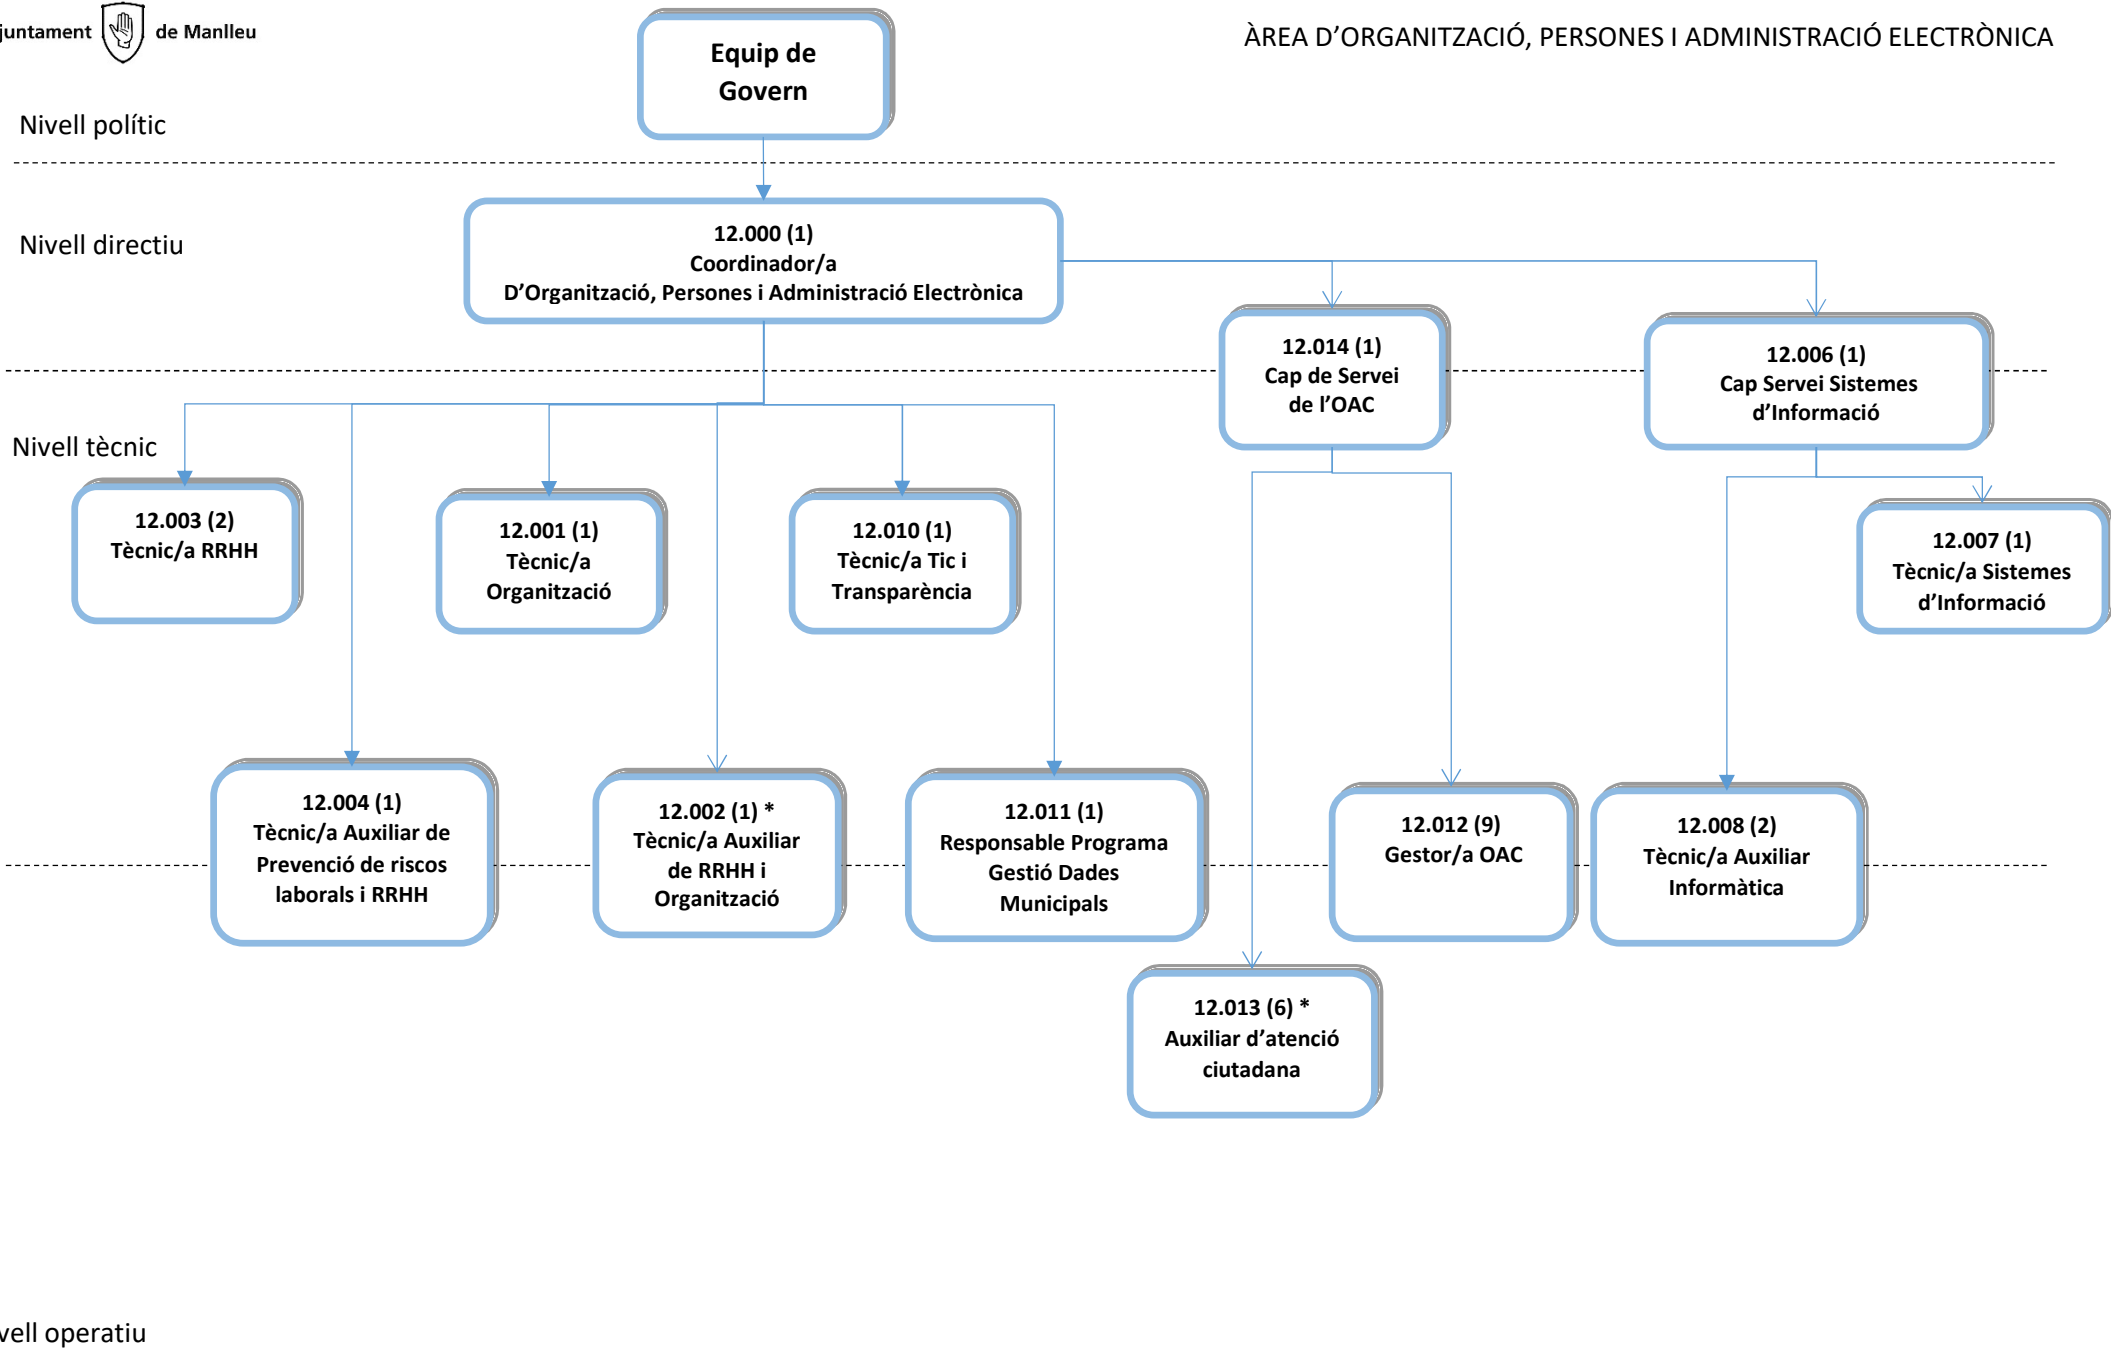 juntament de Manlleu
ÀREA D'ORGANITZACIÓ, PERSONES I ADMINISTRACIÓ ELECTRÒNICA
Equip de
Govern
Nivell polític
Nivell directiu
12.000 (1)
Coordinador/a
D'Organització, Persones i Administració Electrònica
12.014 (1)
Cap de Servei
de l'OAC
12.006 (1)
Cap Servei Sistemes
d'Informació
Nivell tècnic
12.003 (2)
Tècnic/a RRHH
12.001 (1)
Tècnic/a
Organització
12.010 (1)
Tècnic/a Tic i
Transparència
12.007 (1)
Tècnic/a Sistemes
d'Informació
12.004 (1)
Tècnic/a Auxiliar de
Prevenció de riscos
laborals i RRHH
12.002 (1) *
Tècnic/a Auxiliar
de RRHH i
Organització
12.011 (1)
Responsable Programa
Gestió Dades
Municipals
12.012 (9)
Gestor/a OAC
12.008 (2)
Tècnic/a Auxiliar
Informàtica
12.013 (6) *
Auxiliar d'atenció
ciutadana
vell operatiu